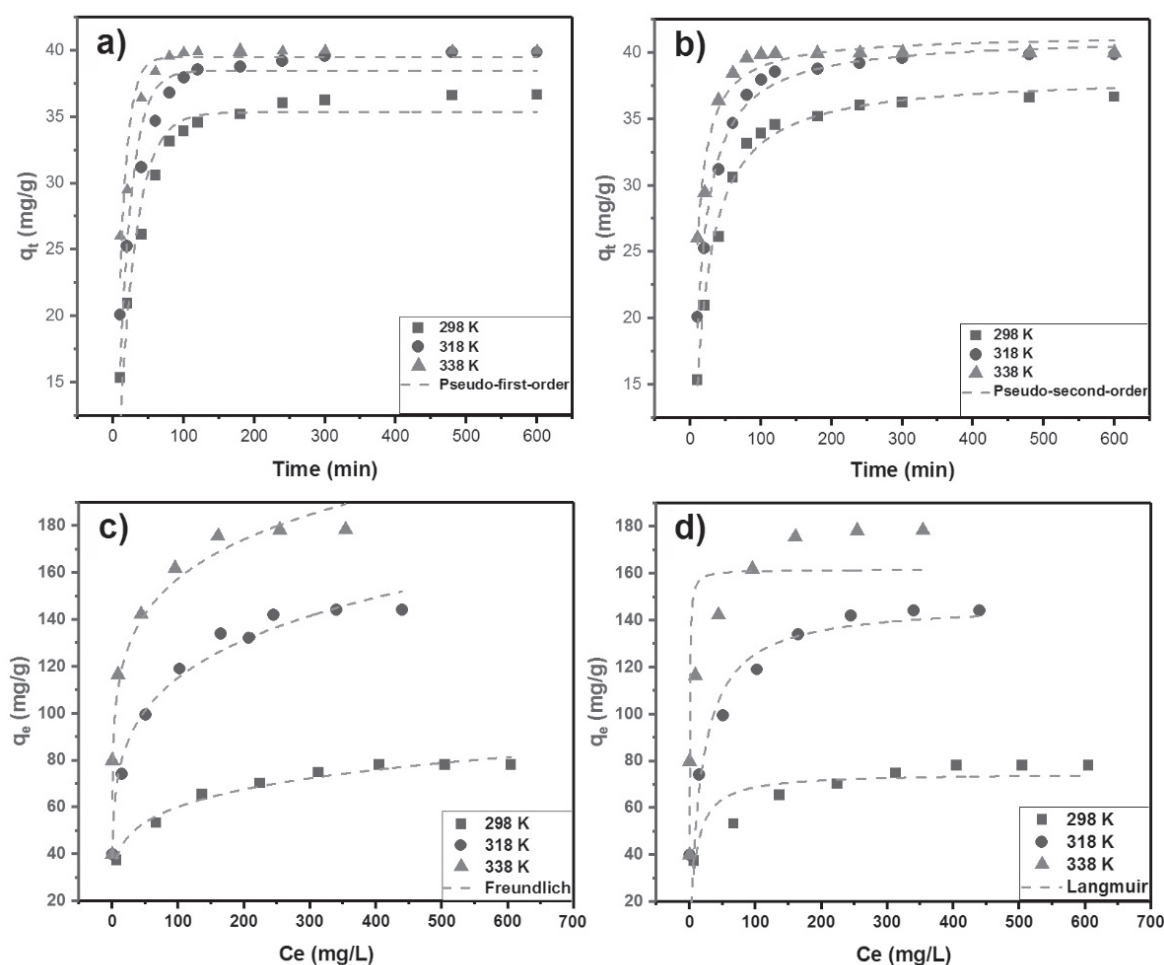 a)
q_t (mg/g)
40
35
30
25
20
15
298 K
318 K
338 K
Pseudo-first-order
0 100 200 300 400 500 600
Time (min)
b)
q_t (mg/g)
40
35
30
25
20
15
298 K
318 K
338 K
Pseudo-second-order
0 100 200 300 400 500 600
Time (min)
c)
q_e (mg/g)
180
160
140
120
100
80
60
40
20
298 K
318 K
338 K
Freundlich
0 100 200 300 400 500 600 700
Ce (mg/L)
d)
q_e (mg/g)
180
160
140
120
100
80
60
40
20
298 K
318 K
338 K
Langmuir
0 100 200 300 400 500 600 700
Ce (mg/L)